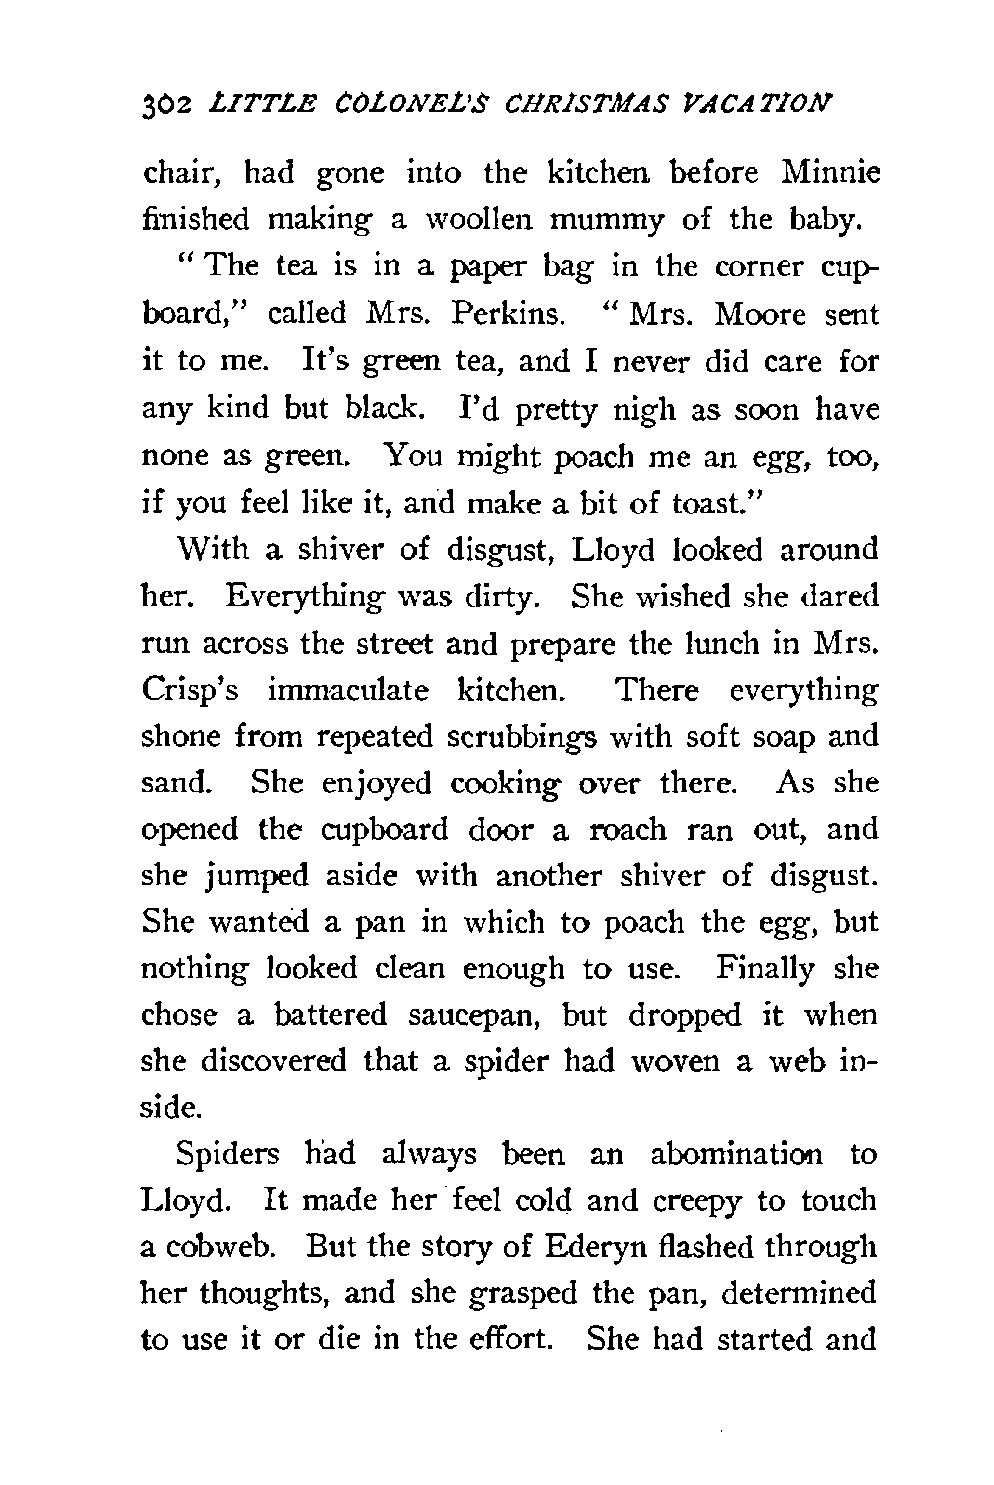 302 LITTLE COLONEL'S CHRISTMAS VACATION
chair, had gone into the kitchen before Minnie
finished making a woollen mummy of the baby.
" The tea is in a paper bag in the corner cup-
board," called Mrs. Perkins. " Mrs. Moore sent
it to me. It's green tea, and I never did care for
any kind but black. I'd pretty nigh as soon have
none as green. You might poach me an egg, too,
if you feel like it, and make a bit of toast."
With a shiver of disgust, Lloyd looked around
her. Everything was dirty. She wished she dared
run across the street and prepare the lunch in Mrs.
Crisp's immaculate kitchen. There everything
shone from repeated scrubbings with soft soap and
sand. She enjoyed cooking over there. As she
opened the cupboard door a roach ran out, and
she jumped aside with another shiver of disgust.
She wanted a pan in which to poach the egg, but
nothing looked clean enough to use. Finally she
chose a battered saucepan, but dropped it when
she discovered that a spider had woven a web in-
side.
Spiders had always been an abomination to
Lloyd. It made her feel cold and creepy to touch
a cobweb. But the story of Ederyn flashed through
her thoughts, and she grasped the pan, determined
to use it or die in the effort. She had started and